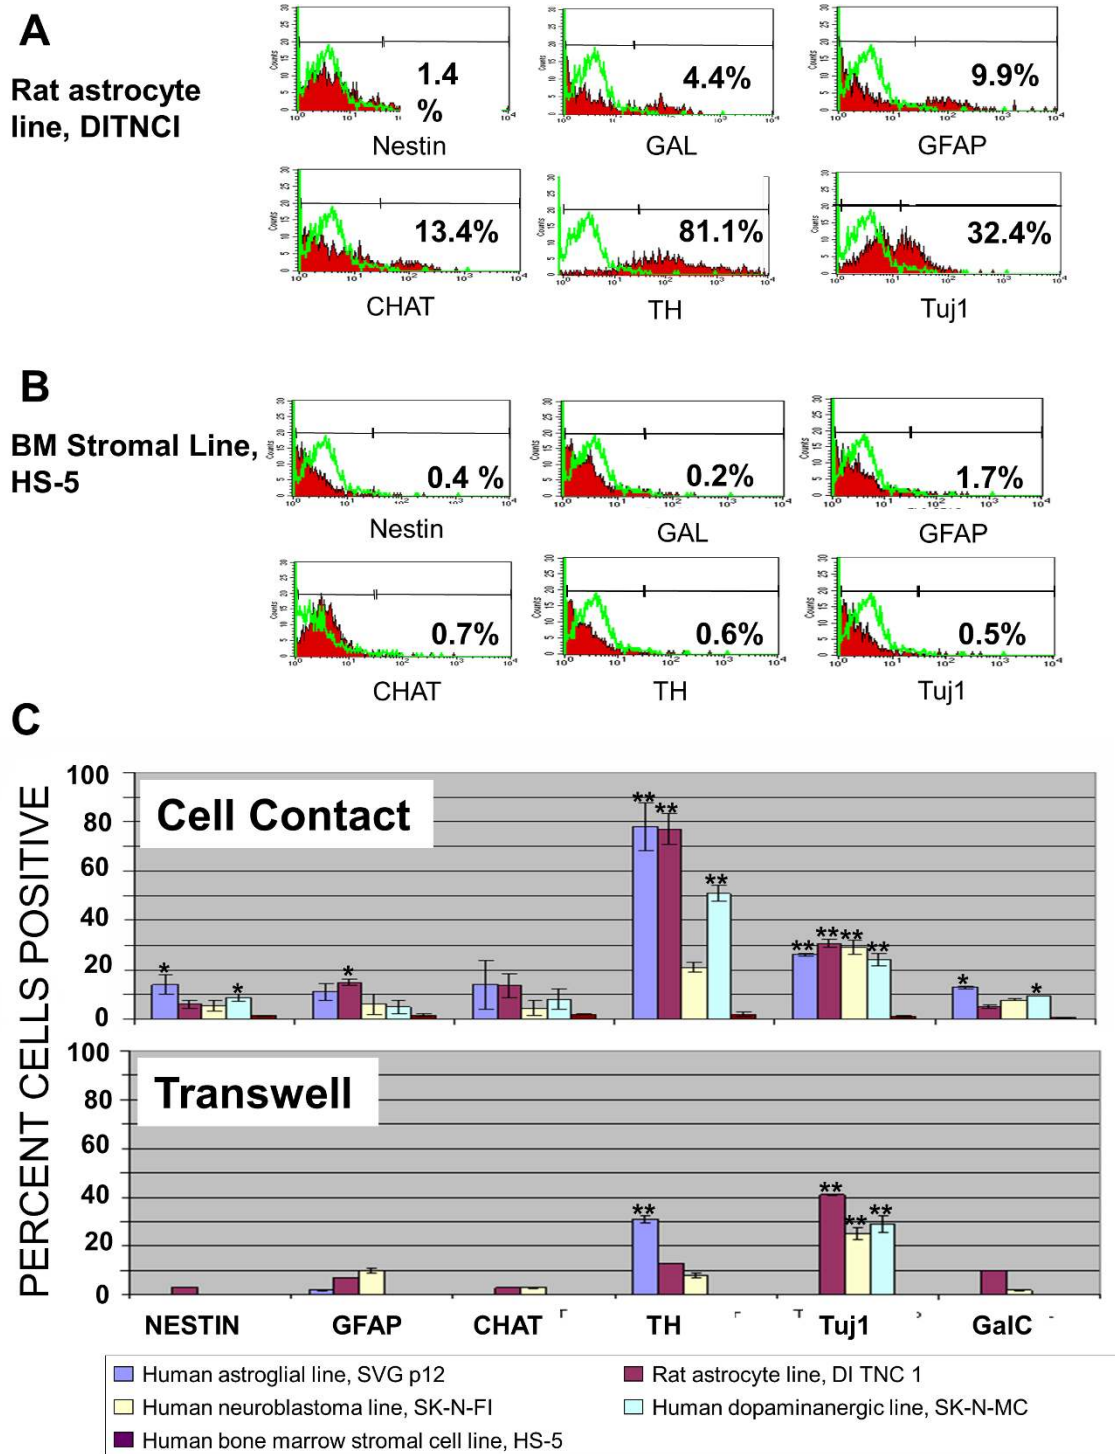 A
Rat astrocyte
line, DITNCI
1.4
%
Nestin
4.4%
GAL
9.9%
GFAP
13.4%
CHAT
81.1%
TH
32.4%
Tuj1
B
BM Stromal Line,
HS-5
0.4 %
Nestin
0.2%
GAL
1.7%
GFAP
0.7%
CHAT
0.6%
TH
0.5%
Tuj1
C
PERCENT CELLS POSITIVE
Cell Contact
100
80
60
40
20
0
** ** **
** ** ** **
* * * * *
Transwell
100
80
60
40
20
0
** ** ** **
NESTIN GFAP CHAT TH Tuj1 GalC
Human astroglial line, SVG p12 Rat astrocyte line, DI TNC 1
Human neuroblastoma line, SK-N-FI Human dopaminanergic line, SK-N-MC
Human bone marrow stromal cell line, HS-5